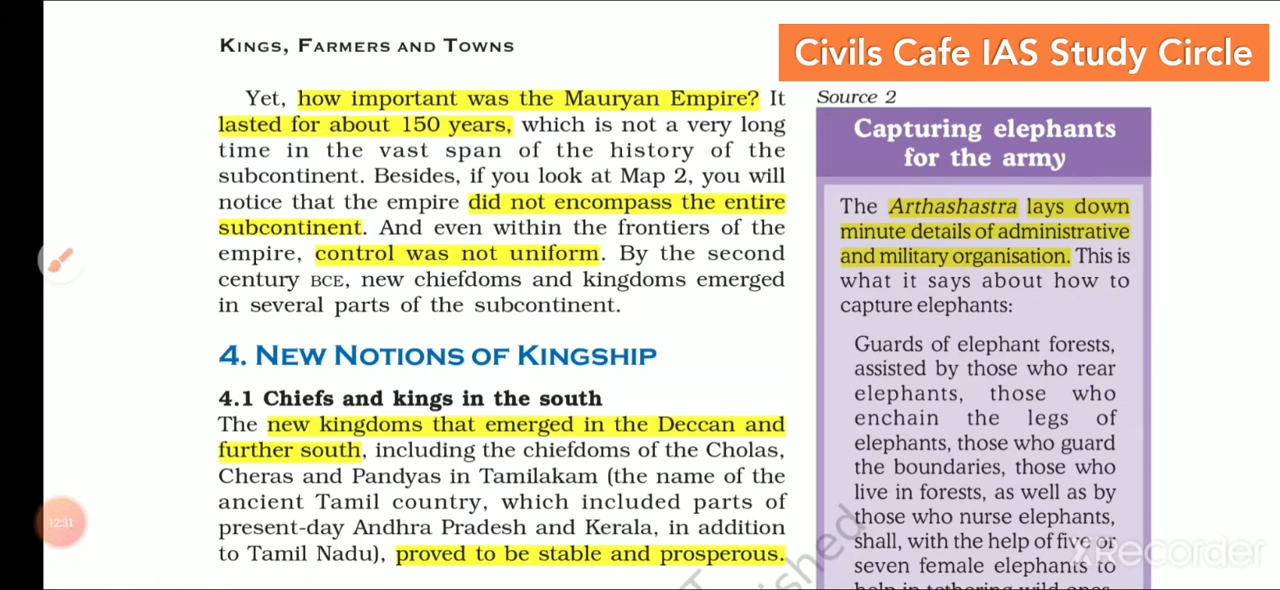 KINGS, FARMERS AND TOWNS
Civils Cafe IAS Study Circle
Yet, how important was the Mauryan Empire? It
lasted for about 150 years, which is not a very long
time in the vast span of the history of the
subcontinent. Besides, if you look at Map 2, you will
notice that the empire did not encompass the entire
subcontinent. And even within the frontiers of the
empire, control was not uniform. By the second
century BCE, new chiefdoms and kingdoms emerged
in several parts of the subcontinent.
4. NEW NOTIONS OF KINGSHIP
4.1 Chiefs and kings in the south
The new kingdoms that emerged in the Deccan and
further south, including the chiefdoms of the Cholas,
Cheras and Pandyas in Tamilakam (the name of the
ancient Tamil country, which included parts of
present-day Andhra Pradesh and Kerala, in addition
to Tamil Nadu), proved to be stable and prosperous.
Source 2
Capturing elephants
for the army
The Arthashastra lays down
minute details of administrative
and military organisation. This is
what it says about how to
capture elephants:
Guards of elephant forests,
assisted by those who rear
elephants, those who
enchain the legs of
elephants, those who guard
the boundaries, those who
live in forests, as well as by
those who nurse elephants,
shall, with the help of five or
seven female elephants to
help in tethering wild ones,
12:31
XRecorder